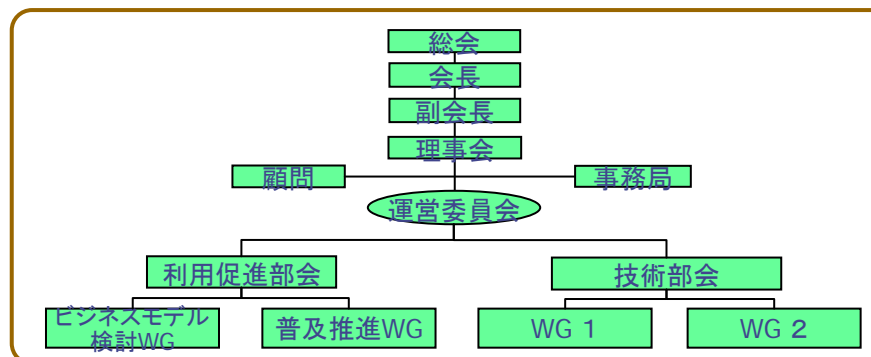 総会
会長
副会長
理事会
顧問
事務局
運営委員会
利用促進部会
技術部会
ビジネスモデル
検討WG
普及推進WG
WG 1
WG 2